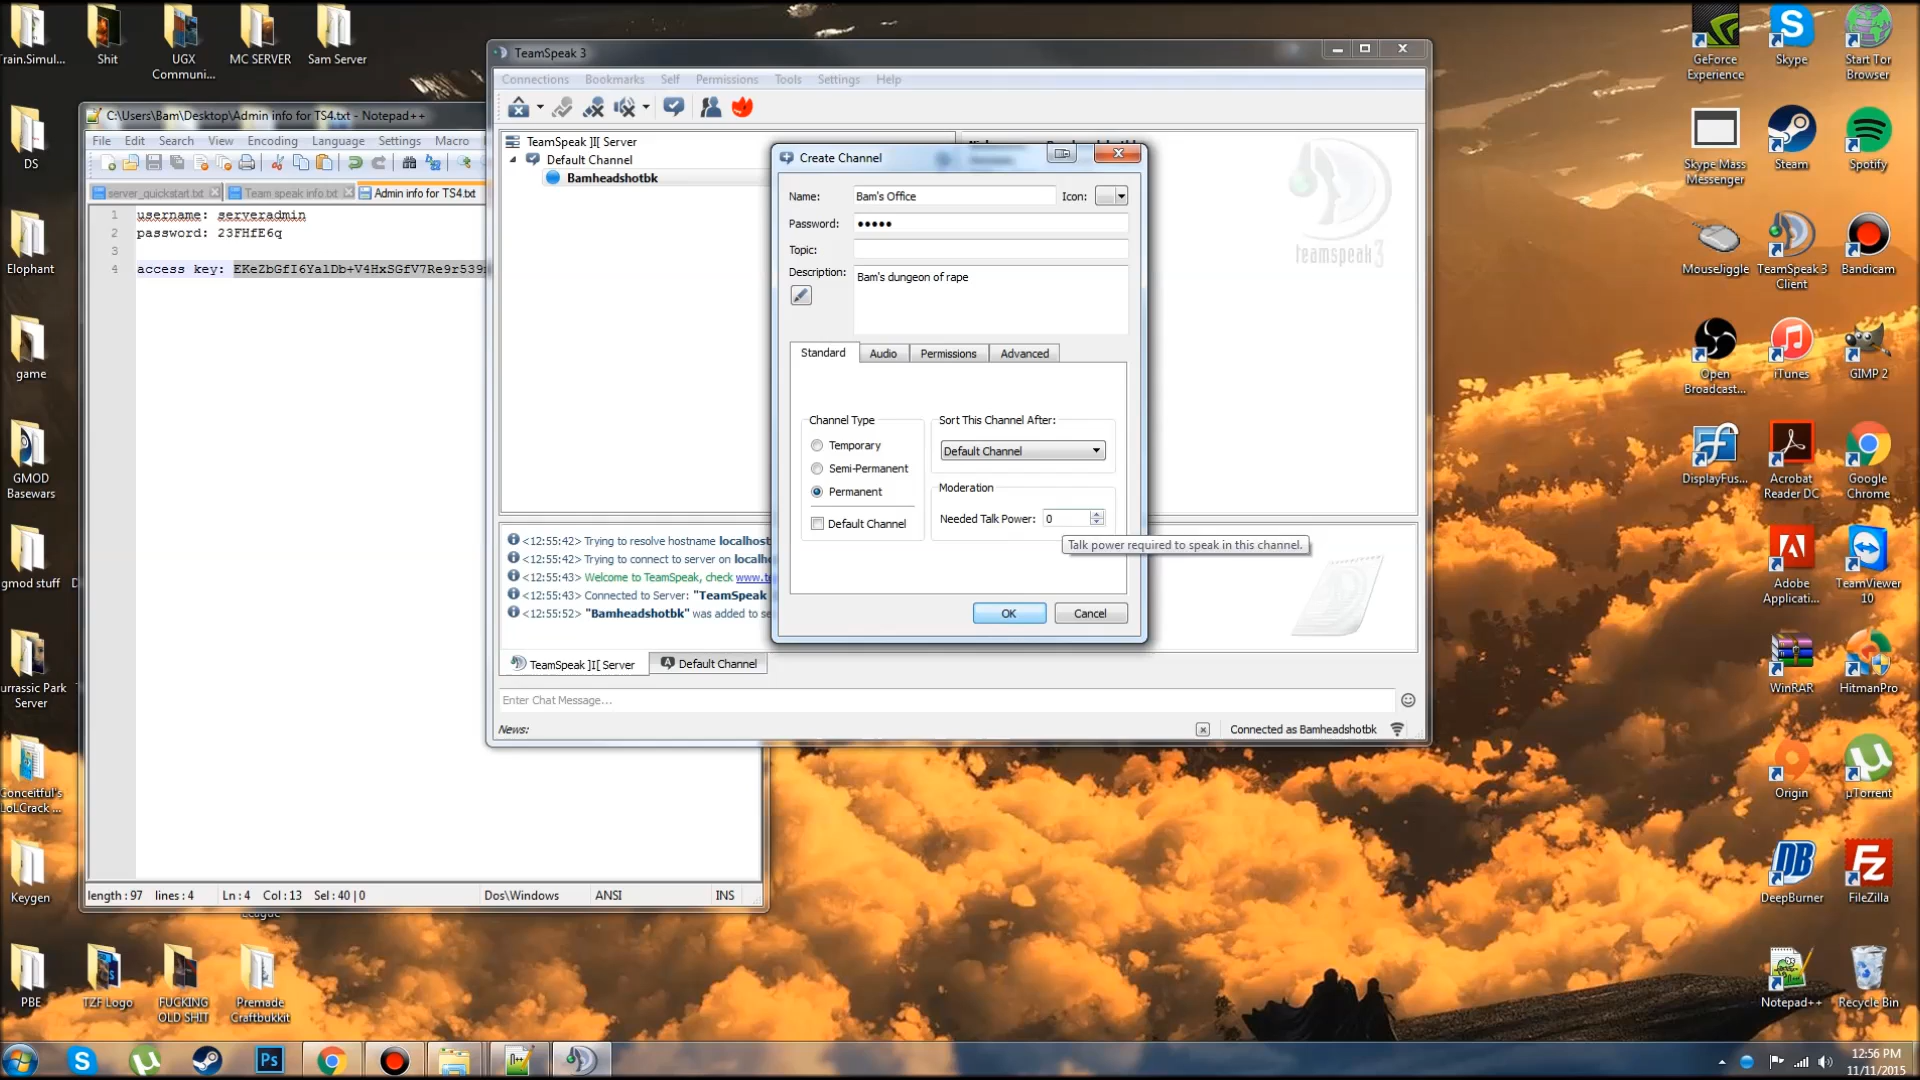 Train.Simul...
Shit
UGX
Communi...
MC SERVER
Sam Server
DS
Elophant
game
GMOD
Basewars
gmod stuff
Jurrassic Park
Server
Conceitful's
LoLCrack ...
Keygen
League
PBE
TZF Logo
FUCKING
OLD SHIT
Premade
Craftbukkit
C:\Users\Bam\Desktop\Admin info for TS4.txt - Notepad++
File Edit Search View Encoding Language Settings Macro
server_quickstart.txt Team speak info.txt Admin info for TS4.txt
1 username: serveradmin
2 password: 23FHfE6q
3
4 access key: EKeZbGfI6YalDb+V4HxSGfV7Re9r539
length : 97 lines : 4 Ln : 4 Col : 13 Sel : 40 | 0 Dos\Windows ANSI INS
TeamSpeak 3
Connections Bookmarks Self Permissions Tools Settings Help
TeamSpeak ]I[ Server
Default Channel
Bamheadshotbk
teamspeak3
<12:55:42> Trying to resolve hostname localhost
<12:55:42> Trying to connect to server on localho
<12:55:43> Welcome to TeamSpeak, check www.te
<12:55:43> Connected to Server: "TeamSpeak
<12:55:52> "Bamheadshotbk" was added to se
TeamSpeak ]I[ Server Default Channel
Enter Chat Message...
News:
Connected as Bamheadshotbk
Create Channel
Name: Bam's Office Icon:
Password: •••••
Topic:
Description: Bam's dungeon of rape
Standard Audio Permissions Advanced
Channel Type
Temporary
Semi-Permanent
Permanent
Default Channel
Sort This Channel After:
Default Channel
Moderation
Needed Talk Power: 0
Talk power required to speak in this channel.
OK Cancel
GeForce
Experience
Skype
Start Tor
Browser
Skype Mass
Messenger
Steam
Spotify
MouseJiggle
TeamSpeak 3
Client
Bandicam
Open
Broadcast...
iTunes
GIMP 2
DisplayFus...
Acrobat
Reader DC
Google
Chrome
Adobe
Applicati...
TeamViewer
10
WinRAR
HitmanPro
Origin
µTorrent
DeepBurner
FileZilla
Notepad++
Recycle Bin
12:56 PM
11/11/2015